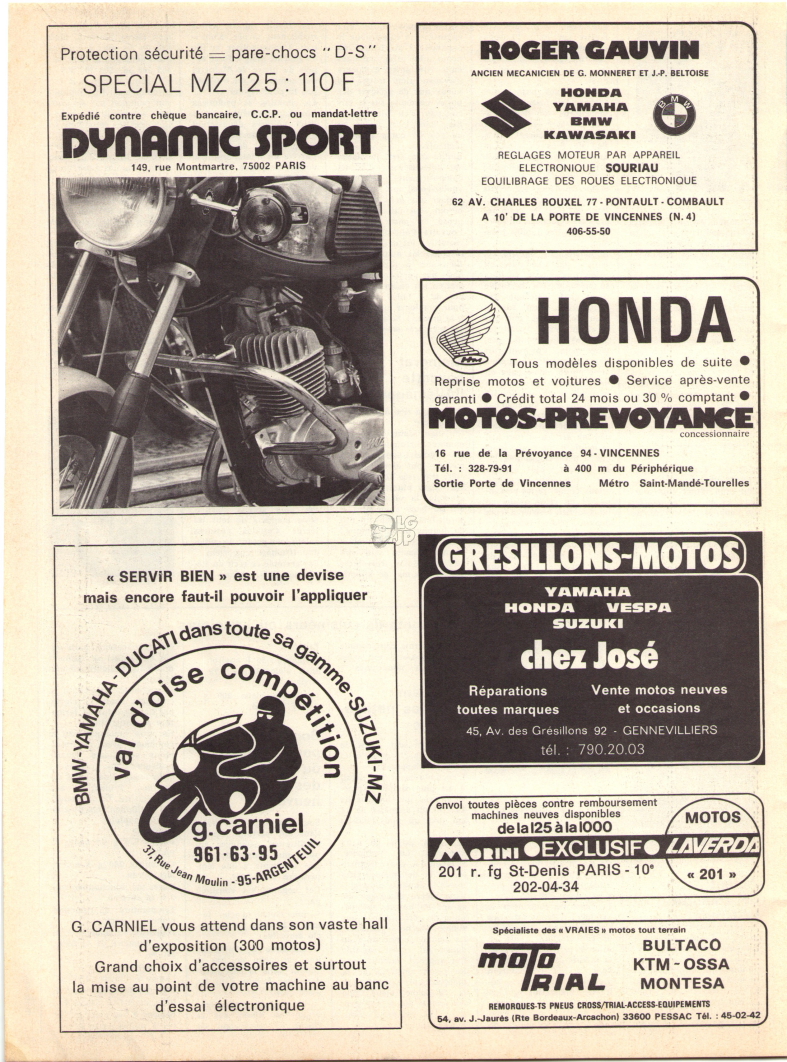 Protection sécurité = pare-chocs "D-S"
SPECIAL MZ 125 : 110 F
Expédié contre chèque bancaire, C.C.P. ou mandat-lettre
DYNAMIC SPORT
149, rue Montmartre, 75002 PARIS
« SERViR BIEN » est une devise
mais encore faut-il pouvoir l'appliquer
BMW-YAMAHA-DUCATI dans toute sa gamme-SUZUKI-MZ
val d'oise compétition
g.carniel
961·63·95
37, Rue Jean Moulin - 95-ARGENTEUIL
G. CARNIEL vous attend dans son vaste hall
d'exposition (300 motos)
Grand choix d'accessoires et surtout
la mise au point de votre machine au banc
d'essai électronique
ROGER GAUVIN
ANCIEN MECANICIEN DE G. MONNERET ET J.-P. BELTOISE
HONDA
YAMAHA
BMW
KAWASAKI
BMW
REGLAGES MOTEUR PAR APPAREIL
ELECTRONIQUE SOURIAU
EQUILIBRAGE DES ROUES ELECTRONIQUE
62 AV. CHARLES ROUXEL 77 - PONTAULT - COMBAULT
A 10' DE LA PORTE DE VINCENNES (N. 4)
406-55-50
HONDA
Tous modèles disponibles de suite ●
Reprise motos et voitures ● Service après-vente
garanti ● Crédit total 24 mois ou 30 % comptant ●
MOTOS-PREVOYANCE
concessionnaire
16 rue de la Prévoyance 94 - VINCENNES
Tél. : 328-79-91 à 400 m du Périphérique
Sortie Porte de Vincennes Métro Saint-Mandé-Tourelles
LG
JP
GRESILLONS-MOTOS
YAMAHA
HONDA VESPA
SUZUKI
chez José
Réparations Vente motos neuves
toutes marques et occasions
45, Av. des Grésillons 92 - GENNEVILLIERS
tél. : 790.20.03
envoi toutes pièces contre remboursement
machines neuves disponibles
de la 125 à la 1000
MORINI ●EXCLUSIF● LAVERDA
MOTOS
« 201 »
201 r. fg St-Denis PARIS - 10e
202-04-34
Spécialiste des « VRAIES » motos tout terrain
moto TRIAL
BULTACO
KTM - OSSA
MONTESA
REMORQUES-TS PNEUS CROSS/TRIAL-ACCESS-EQUIPEMENTS
54, av. J.-Jaurès (Rte Bordeaux-Arcachon) 33600 PESSAC Tél. : 45-02-42